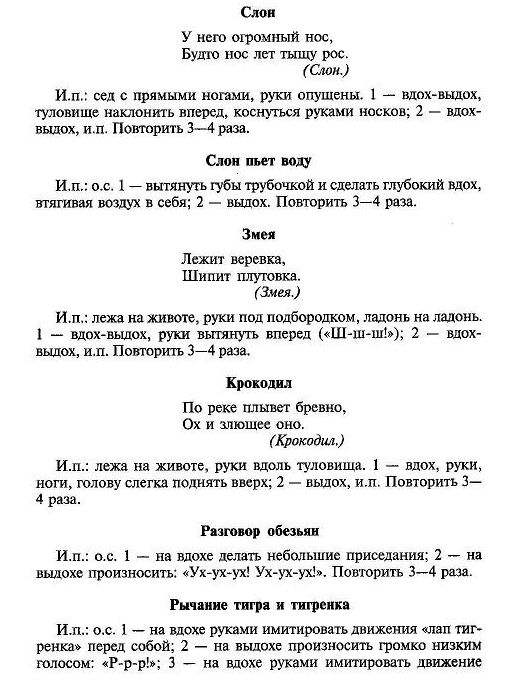 Слон
У него огромный нос,
Будто нос лет тыщу рос.
(Слон.)
И.п.: сед с прямыми ногами, руки опущены. 1 — вдох-выдох,
туловище наклонить вперед, коснуться руками носков; 2 — вдох-
выдох, и.п. Повторить 3—4 раза.
Слон пьет воду
И.п.: о.с. 1 — вытянуть губы трубочкой и сделать глубокий вдох,
втягивая воздух в себя; 2 — выдох. Повторить 3—4 раза.
Змея
Лежит веревка,
Шипит плутовка.
(Змея.)
И.п.: лежа на животе, руки под подбородком, ладонь на ладонь.
1 — вдох-выдох, руки вытянуть вперед («Ш-ш-ш!»); 2 — вдох-
выдох, и.п. Повторить 3—4 раза.
Крокодил
По реке плывет бревно,
Ох и злющее оно.
(Крокодил.)
И.п.: лежа на животе, руки вдоль туловища. 1 — вдох, руки,
ноги, голову слегка поднять вверх; 2 — выдох, и.п. Повторить 3—
4 раза.
Разговор обезьян
И.п.: о.с. 1 — на вдохе делать небольшие приседания; 2 — на
выдохе произносить: «Ух-ух-ух! Ух-ух-ух!». Повторить 3—4 раза.
Рычание тигра и тигренка
И.п.: о.с. 1 — на вдохе руками имитировать движения «лап тиг-
ренка» перед собой; 2 — на выдохе произносить громко низким
голосом: «Р-р-р!»; 3 — на вдохе руками имитировать движение